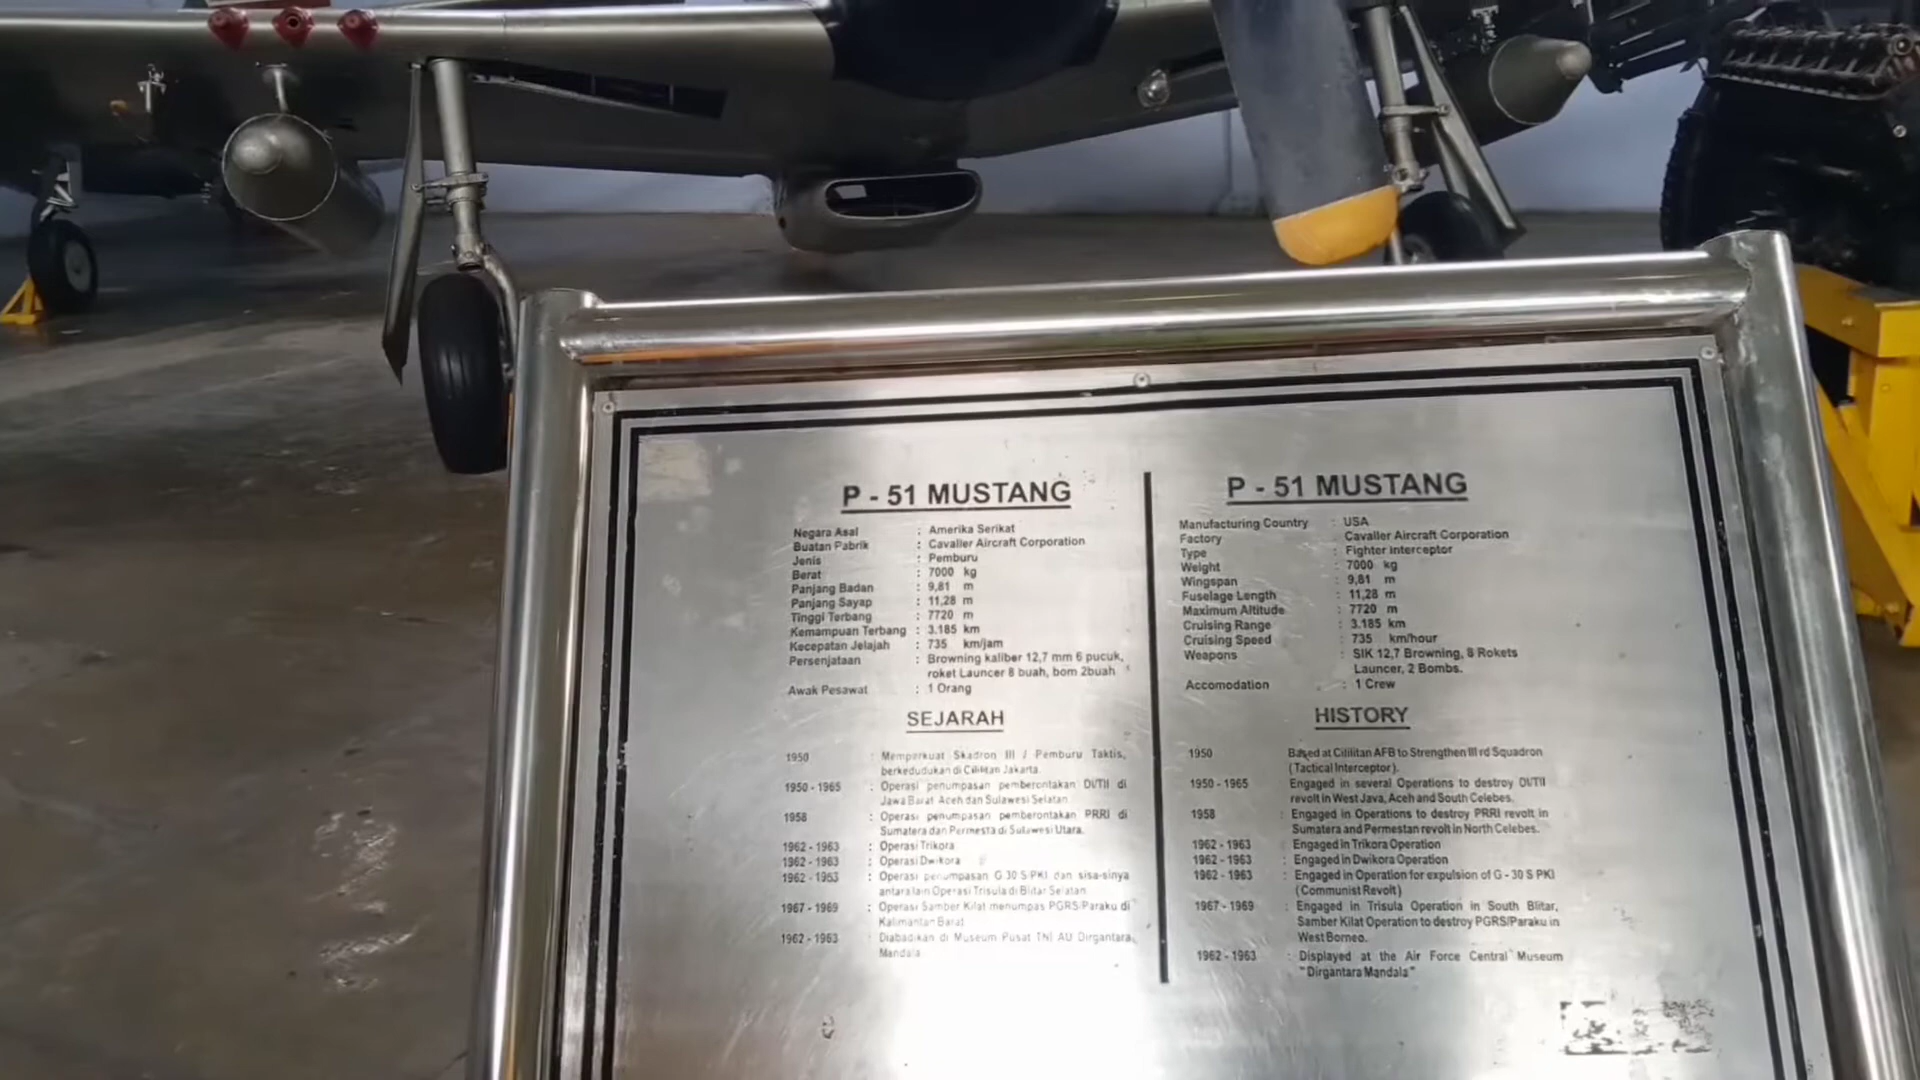 P - 51 MUSTANG
Negara Asal : Amerika Serikat
Buatan Pabrik : Cavalier Aircraft Corporation
Jenis : Pemburu
Berat : 7000 kg
Panjang Badan : 9,81 m
Panjang Sayap : 11,28 m
Tinggi Terbang : 7720 m
Kemampuan Terbang : 3.185 km
Kecepatan Jelajah : 735 km/jam
Persenjataan : Browning kaliber 12,7 mm 6 pucuk,
roket Launcer 8 buah, bom 2buah
Awak Pesawat : 1 Orang
SEJARAH
1950 : Memperkuat Skadron III / Pemburu Taktis,
berkedudukan di Cililitan Jakarta.
1950 - 1965 : Operasi penumpasan pemberontakan DI/TII di
Jawa Barat Aceh dan Sulawesi Selatan
1958 : Operasi penumpasan pemberontakan PRRI di
Sumatera dan Permesta di Sulawesi Utara.
1962 - 1963 : Operasi Trikora
1962 - 1963 : Operasi Dwikora
1962 - 1963 : Operasi penumpasan G 30 S PKI dan sisa-sinya
antara lain Operasi Trisula di Blitar Selatan.
1967 - 1969 : Operasi Samber Kilat menumpas PGRS/Paraku di
Kalimantan Barat
1962 - 1963 : Diabadikan di Museum Pusat TNI AU Dirgantara
Mandala
P - 51 MUSTANG
Manufacturing Country : USA
Factory Cavalier Aircraft Corporation
Type : Fighter Interceptor
Weight : 7000 kg
Wingspan : 9,81 m
Fuselage Length : 11,28 m
Maximum Altitude : 7720 m
Cruising Range : 3.185 km
Cruising Speed : 735 km/hour
Weapons : SIK 12,7 Browning, 8 Rokets
Launcer, 2 Bombs.
Accomodation : 1 Crew
HISTORY
1950 Based at Cililitan AFB to Strengthen III rd Squadron
(Tactical Interceptor).
1950 - 1965 Engaged in several Operations to destroy DI/TII
revolt in West Java, Aceh and South Celebes.
1958 : Engaged in Operations to destroy PRRI revolt in
Sumatera and Permestan revolt in North Celebes.
1962 - 1963 : Engaged in Trikora Operation
1962 - 1963 : Engaged in Dwikora Operation
1962 - 1963 : Engaged in Operation for expulsion of G - 30 S PKI
(Communist Revolt)
1967 - 1969 : Engaged in Trisula Operation in South Blitar,
Samber Kilat Operation to destroy PGRS/Paraku in
West Borneo.
1962 - 1963 : Displayed at the Air Force Central Museum
"Dirgantara Mandala"